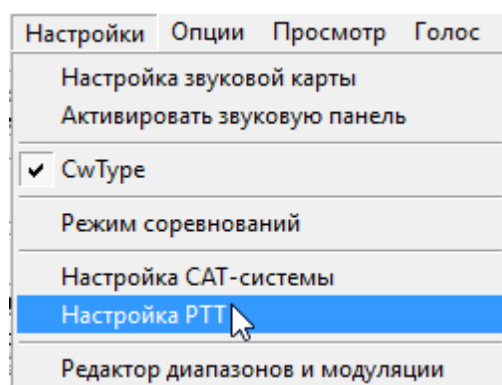 Настройки Опции Просмотр Голос
Настройка звуковой карты
Активировать звуковую панель
CwType
Режим соревнований
Настройка CAT-системы
Настройка PTT
Редактор диапазонов и модуляции